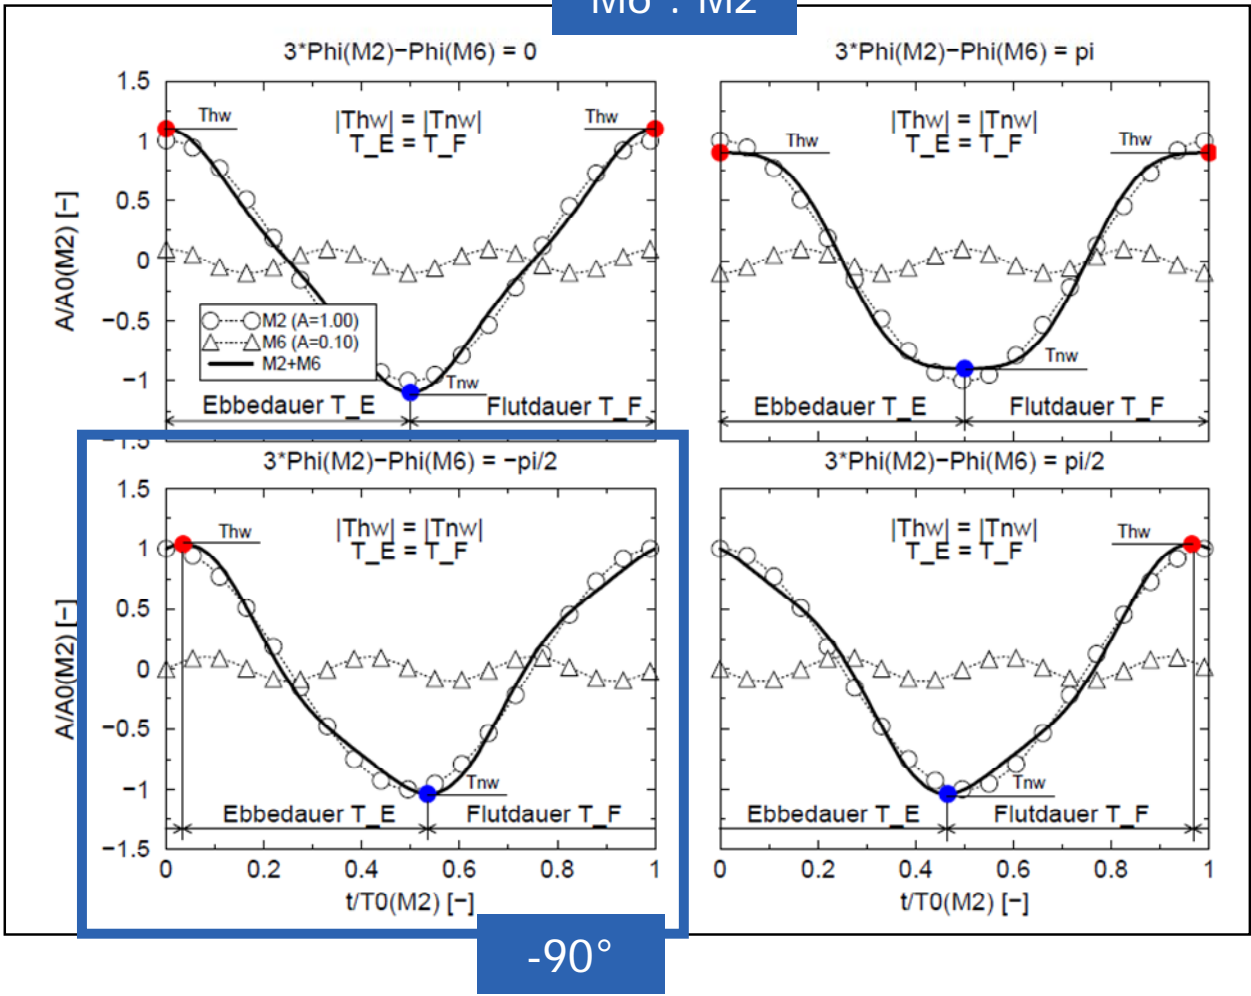 M6 : M2
3*Phi(M2)−Phi(M6) = 0
1.5
1
0.5
0
−0.5
−1
−1.5
A/A0(M2) [−]
Thw
|Thw| = |Tnw|
T_E = T_F
Thw
M2 (A=1.00)
M6 (A=0.10)
M2+M6
Tnw
Ebbedauer T_E
Flutdauer T_F
3*Phi(M2)−Phi(M6) = pi
Thw
|Thw| = |Tnw|
T_E = T_F
Thw
Tnw
Ebbedauer T_E
Flutdauer T_F
3*Phi(M2)−Phi(M6) = −pi/2
1.5
1
0.5
0
−0.5
−1
−1.5
A/A0(M2) [−]
Thw
|Thw| = |Tnw|
T_E = T_F
Tnw
Ebbedauer T_E
Flutdauer T_F
0 0.2 0.4 0.6 0.8 1
t/T0(M2) [−]
3*Phi(M2)−Phi(M6) = pi/2
|Thw| = |Tnw|
T_E = T_F
Thw
Tnw
Ebbedauer T_E
Flutdauer T_F
0 0.2 0.4 0.6 0.8 1
t/T0(M2) [−]
-90°